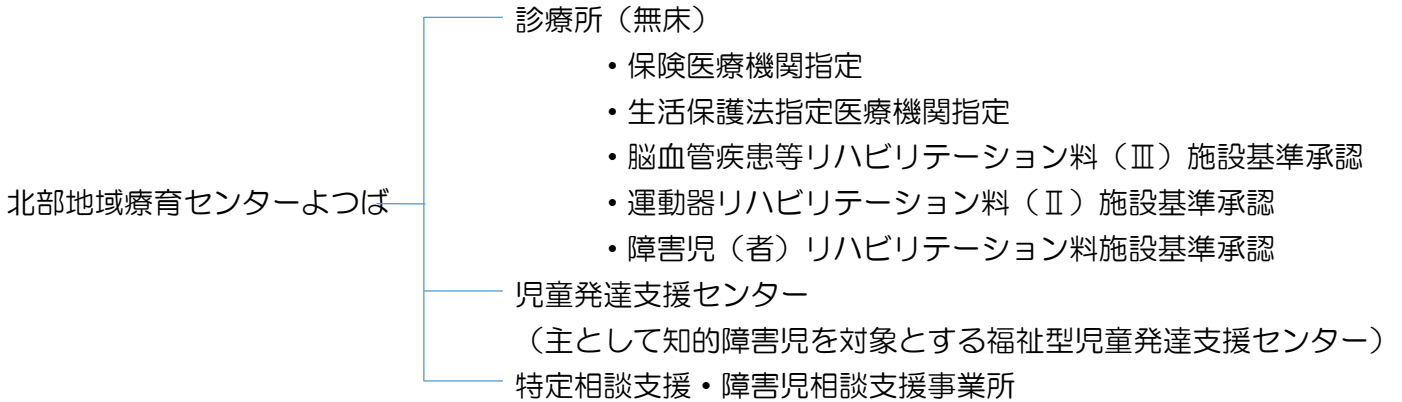 診療所（無床）
・保険医療機関指定
・生活保護法指定医療機関指定
・脳血管疾患等リハビリテーション料（Ⅲ）施設基準承認
北部地域療育センターよつば
・運動器リハビリテーション料（Ⅱ）施設基準承認
・障害児（者）リハビリテーション料施設基準承認
児童発達支援センター
（主として知的障害児を対象とする福祉型児童発達支援センター）
特定相談支援・障害児相談支援事業所